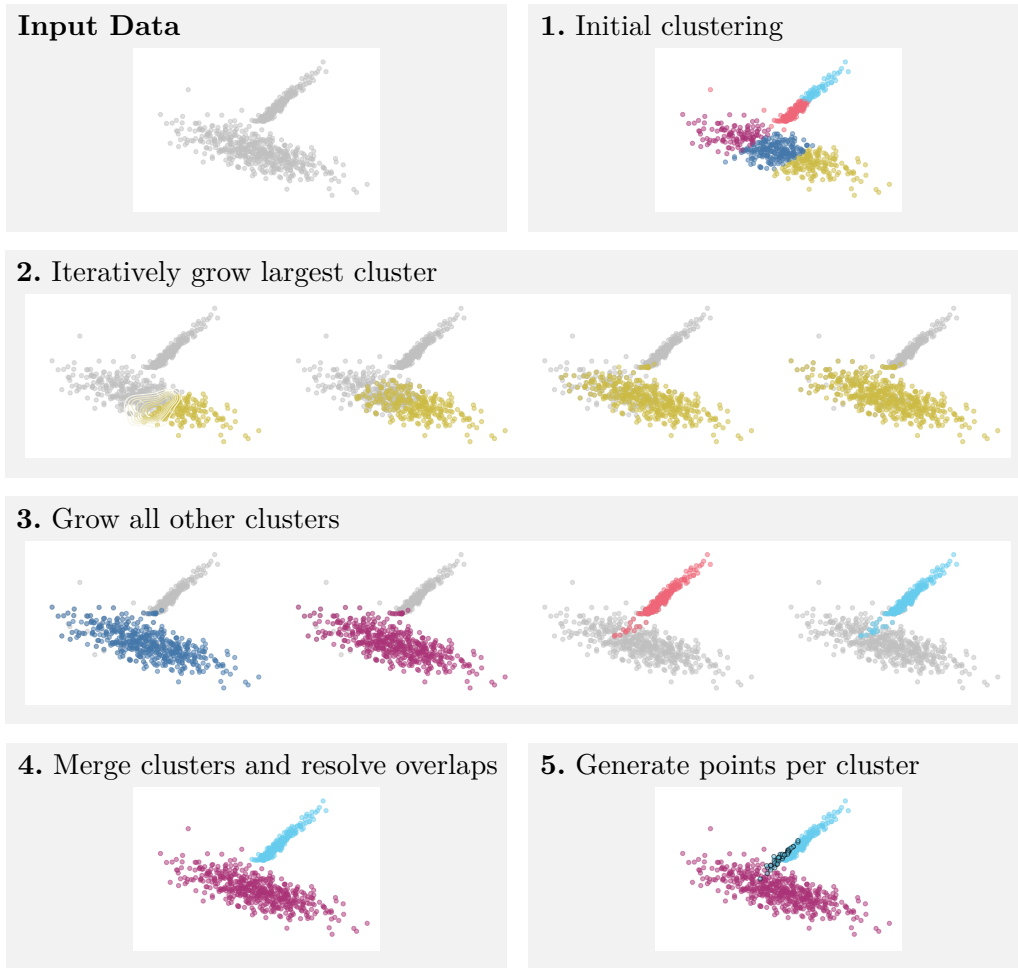 Input Data
1. Initial clustering
2. Iteratively grow largest cluster
3. Grow all other clusters
4. Merge clusters and resolve overlaps
5. Generate points per cluster